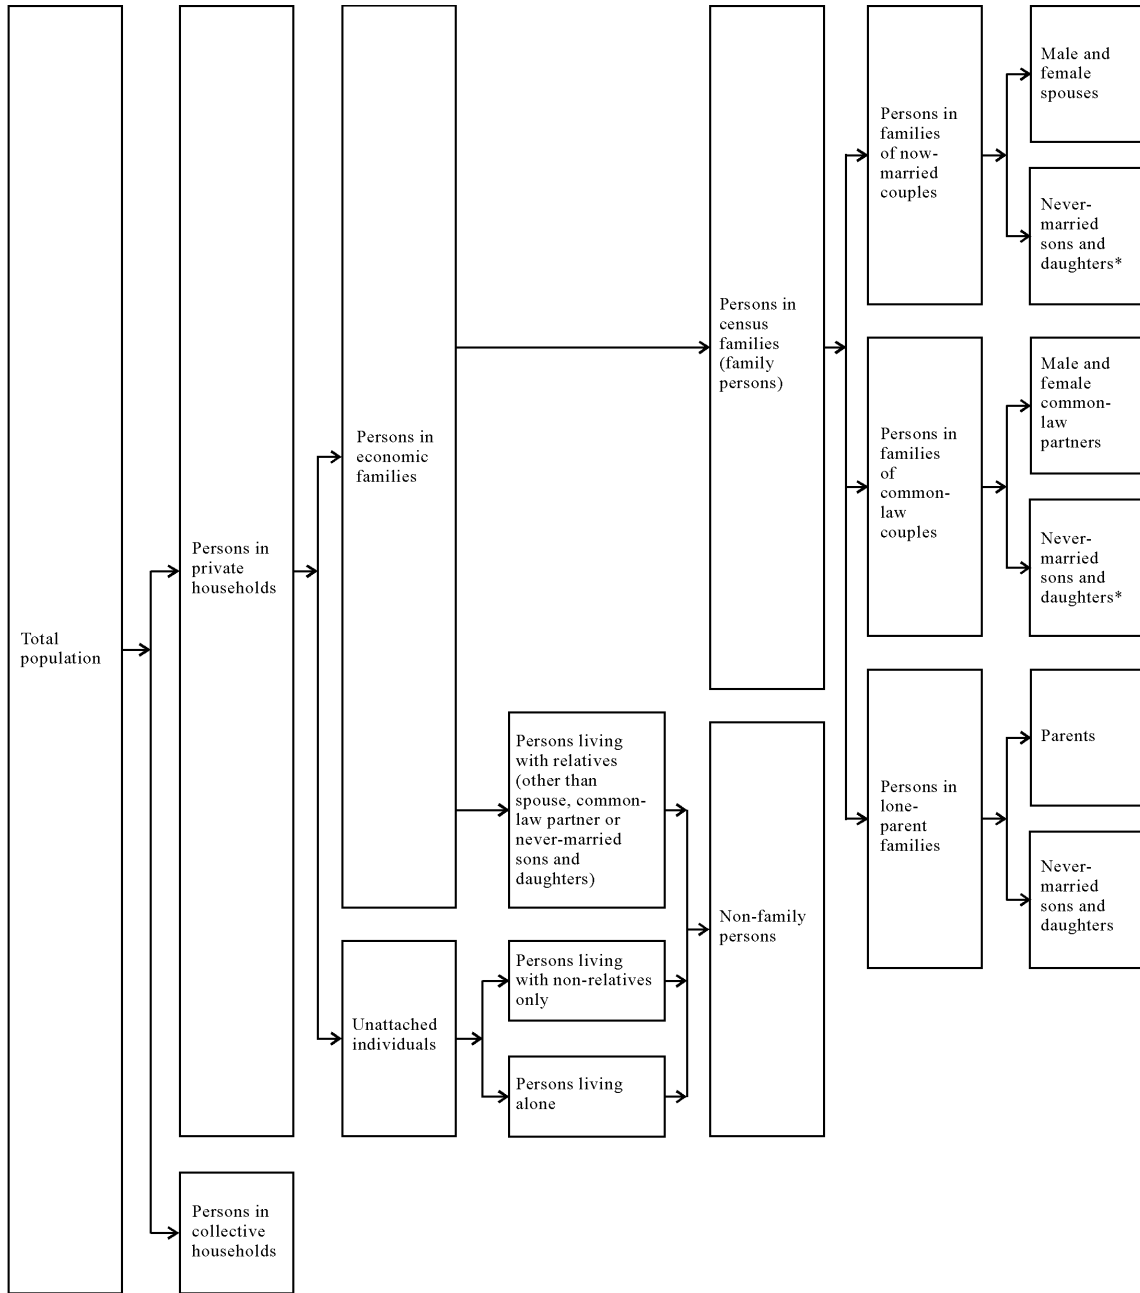 Total
population
Persons in
private
households
Persons in
collective
households
Persons in
economic
families
Unattached
individuals
Persons living
with relatives
(other than
spouse, common-
law partner or
never-married
sons and
daughters)
Persons living
with non-relatives
only
Persons living
alone
Persons in
census
families
(family
persons)
Non-family
persons
Persons in
families
of now-
married
couples
Persons in
families
of
common-
law
couples
Persons in
lone-
parent
families
Male and
female
spouses
Never-
married
sons and
daughters*
Male and
female
common-
law
partners
Never-
married
sons and
daughters*
Parents
Never-
married
sons and
daughters